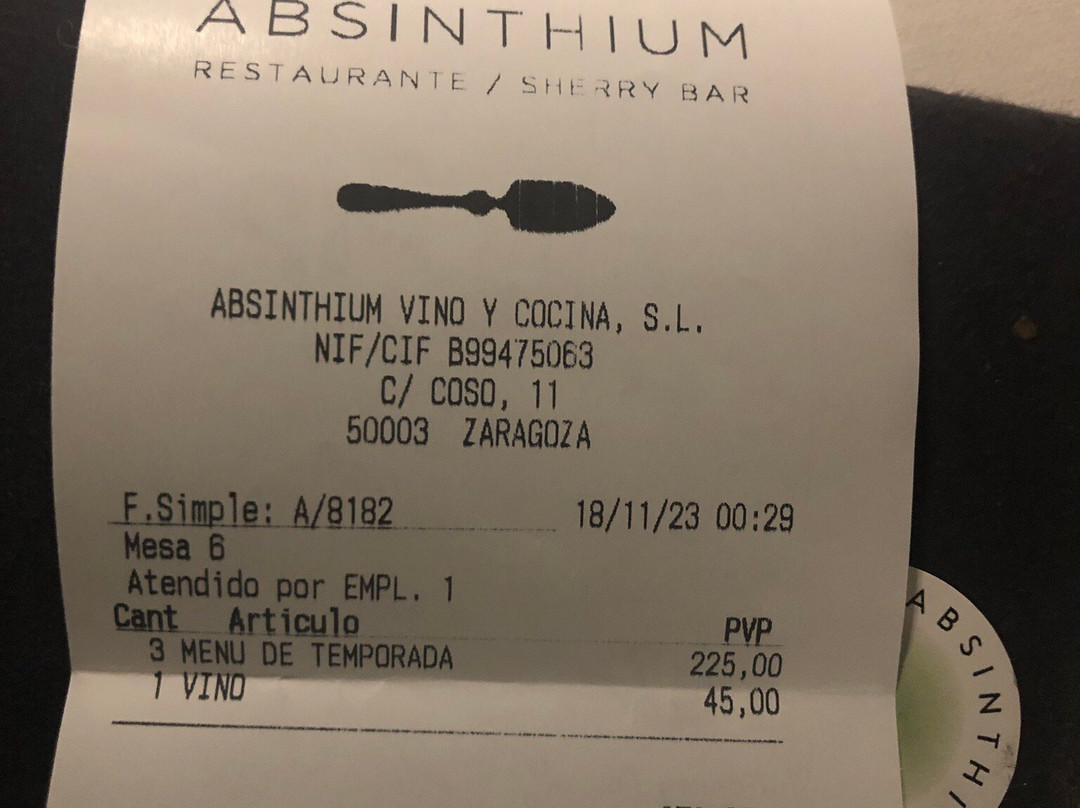 ABSINTHIUM
RESTAURANTE / SHERRY BAR
ABSINTHIUM VINO Y COCINA, S.L.
NIF/CIF B99475063
C/ COSO, 11
50003 ZARAGOZA
F.Simple: A/8182 18/11/23 00:29
Mesa 6
Atendido por EMPL. 1
Cant Articulo PVP
3 MENU DE TEMPORADA 225,00
1 VINO 45,00
ABSINTHI